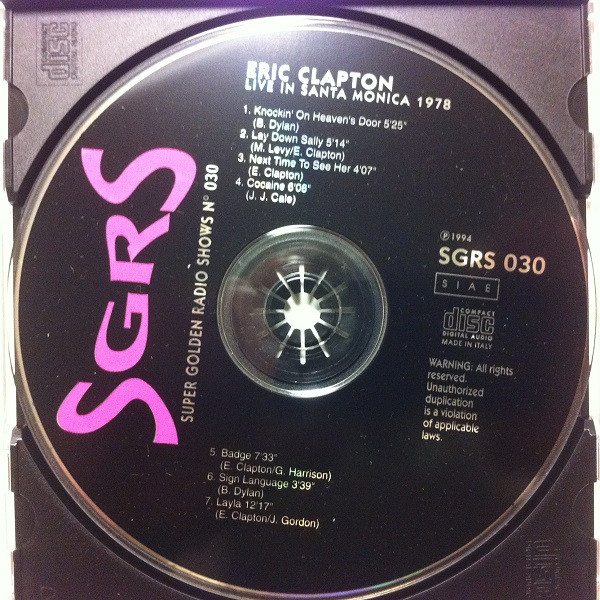 COMPACT
disc
DIGITAL AUDIO
ERIC CLAPTON
LIVE IN SANTA MONICA 1978
1. Knockin' On Heaven's Door 5'25"
(B. Dylan)
2. Lay Down Sally 5'14"
(M. Levy/E. Clapton)
3. Next Time To See Her 4'07"
(E. Clapton)
4. Cocaine 6'08"
(J. J. Cale)
SGRS
SUPER GOLDEN RADIO SHOWS N° 030
℗ 1994
SGRS 030
SIAE
COMPACT
disc
DIGITAL AUDIO
MADE IN ITALY
WARNING: All rights
reserved.
Unauthorized
duplication
is a violation
of applicable
laws.
5. Badge 7'33"
(E. Clapton/G. Harrison)
6. Sign Language 3'39"
(B. Dylan)
7. Layla 12'17"
(E. Clapton/J. Gordon)